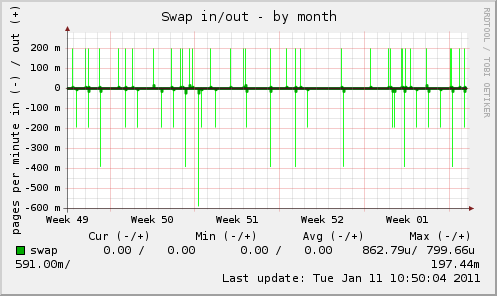 Swap in/out - by month
RRDTOOL / TOBI OETIKER
pages per minute in (-) / out (+)
200 m
100 m
0
-100 m
-200 m
-300 m
-400 m
-500 m
-600 m
Week 49 Week 50 Week 51 Week 52 Week 01
Cur (-/+) Min (-/+) Avg (-/+) Max (-/+)
swap 0.00 / 0.00 0.00 / 0.00 862.79u/ 799.66u
591.00m/ 197.44m
Last update: Tue Jan 11 10:50:04 2011